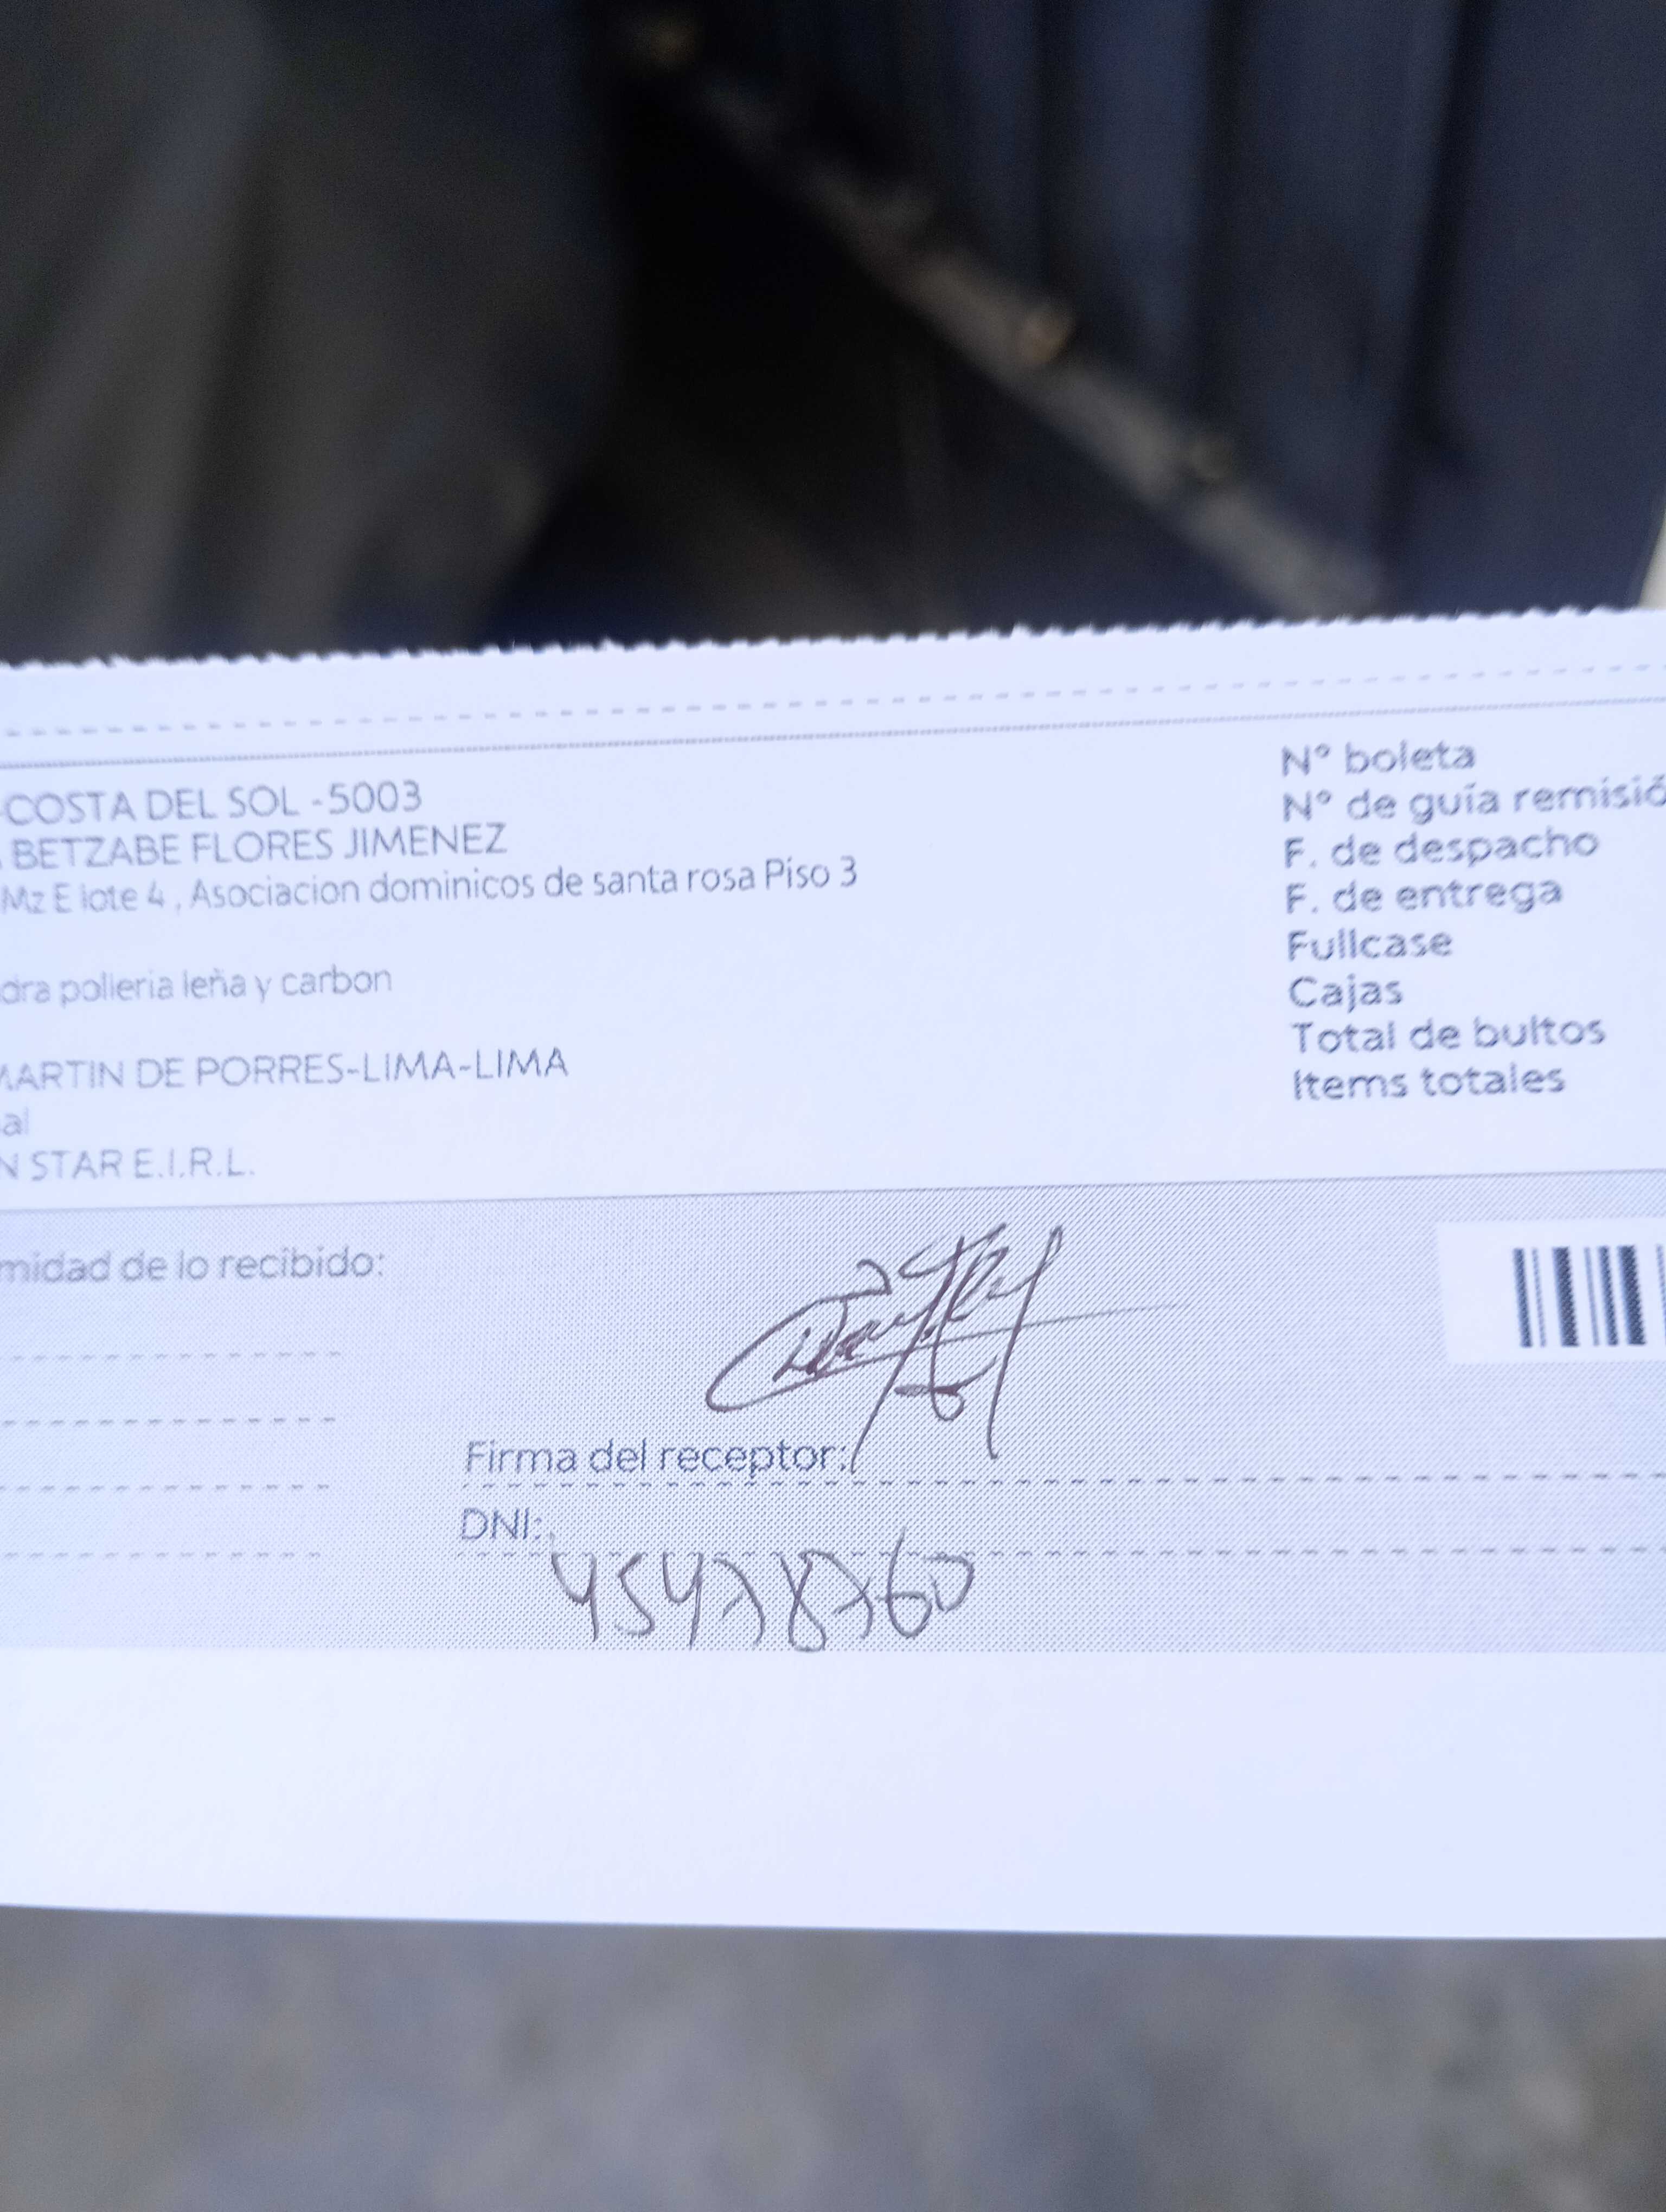 -COSTA DEL SOL -5003
BETZABE FLORES JIMENEZ
Mz E lote 4 , Asociacion dominicos de santa rosa Piso 3
dra polleria leña y carbon
MARTIN DE PORRES-LIMA-LIMA
al
N STAR E.I.R.L.
N° boleta
N° de guía remisió
F. de despacho
F. de entrega
Fullcase
Cajas
Total de bultos
Items totales
midad de lo recibido:
Firma del receptor:
DNI:
45478760